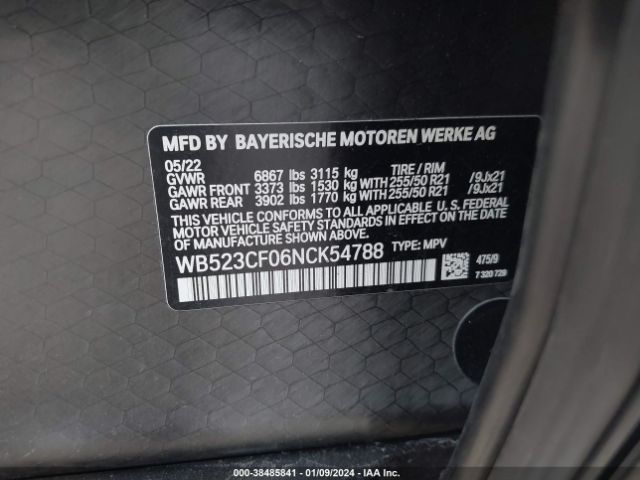 MFD BY BAYERISCHE MOTOREN WERKE AG
05/22
GVWR 6867 lbs 3115 kg TIRE / RIM
GAWR FRONT 3373 lbs 1530 kg WITH 255/50 R21 /9Jx21
GAWR REAR 3902 lbs 1770 kg WITH 255/50 R21 /9Jx21
THIS VEHICLE CONFORMS TO ALL APPLICABLE U.S. FEDERAL
MOTOR VEHICLE SAFETY STANDARDS IN EFFECT ON THE
DATE OF MANUFACTURE SHOWN ABOVE.
WB523CF06NCK54788 TYPE: MPV
475/9
7 320 729
000-38485841 - 01/09/2024 - IAA Inc.